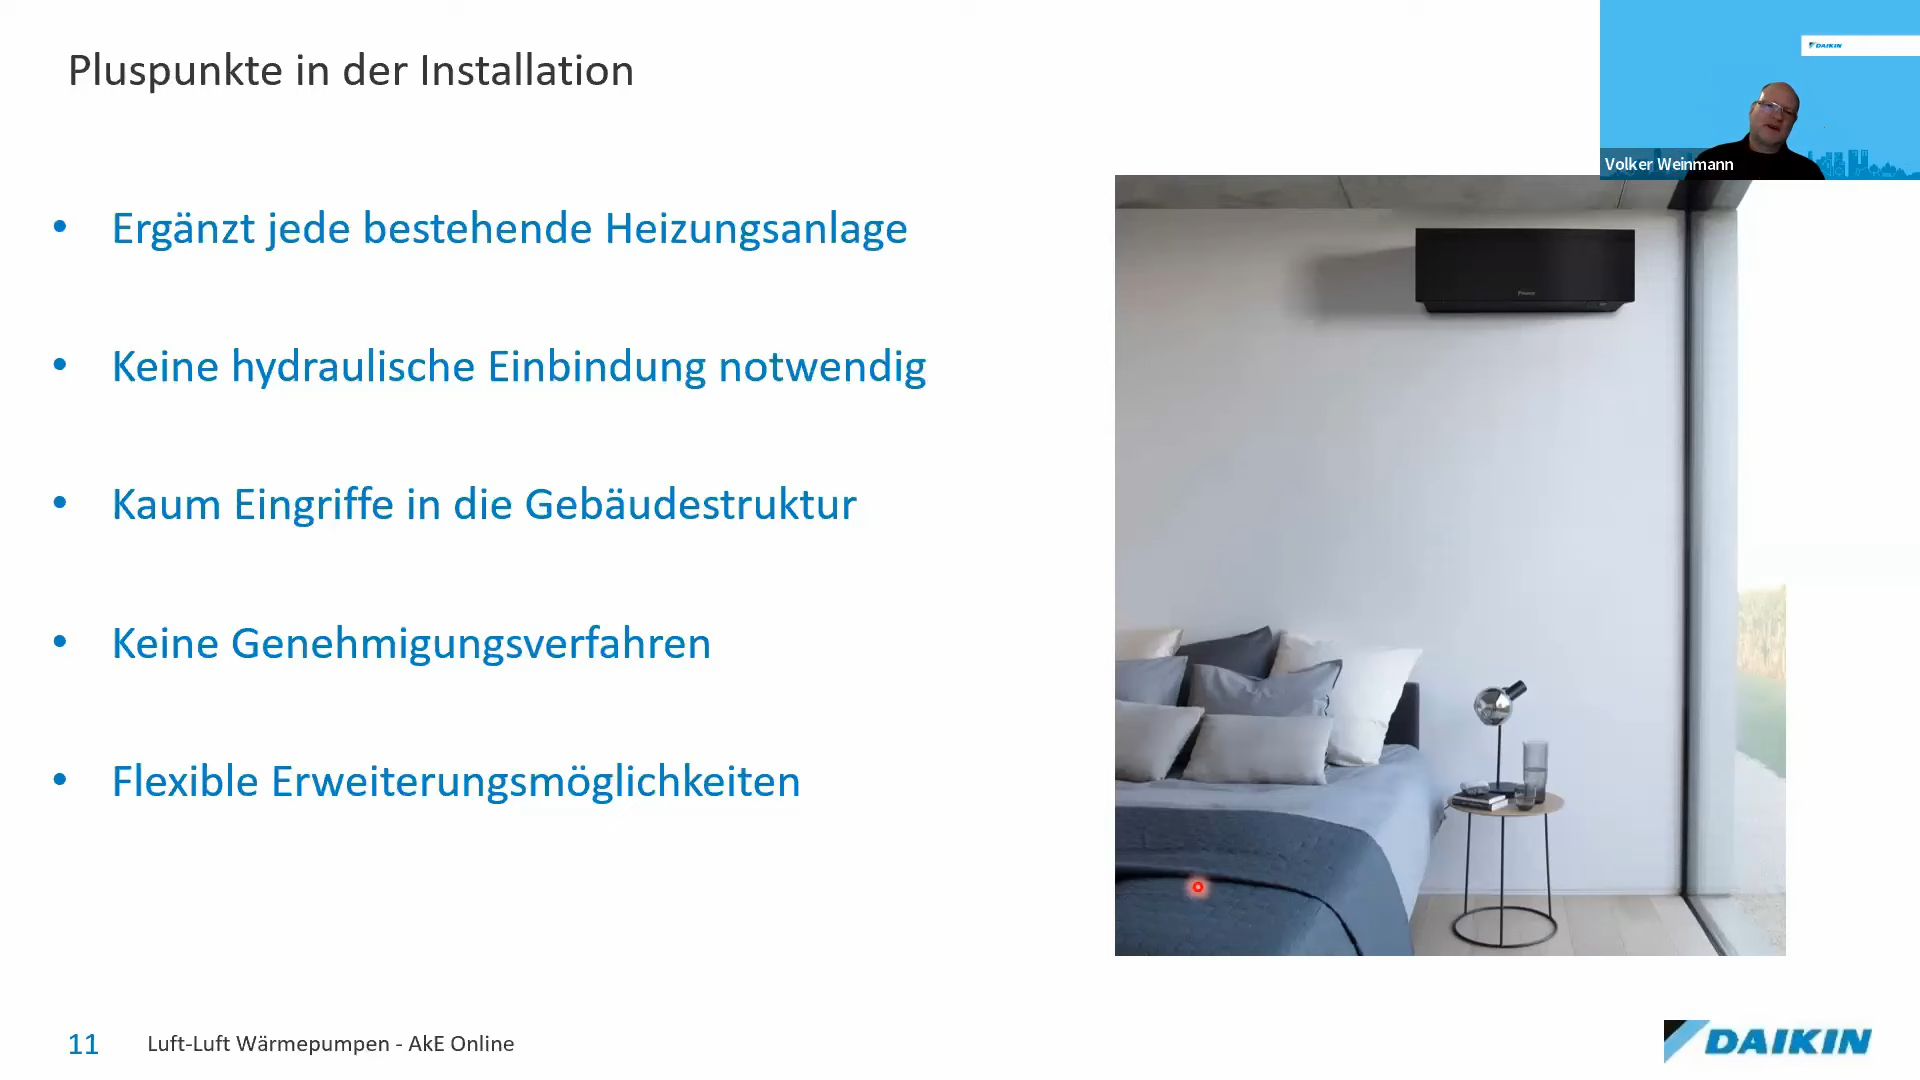 Pluspunkte in der Installation
DAIKIN
Volker Weinmann
• Ergänzt jede bestehende Heizungsanlage
• Keine hydraulische Einbindung notwendig
• Kaum Eingriffe in die Gebäudestruktur
• Keine Genehmigungsverfahren
• Flexible Erweiterungsmöglichkeiten
11 Luft-Luft Wärmepumpen - AkE Online
DAIKIN